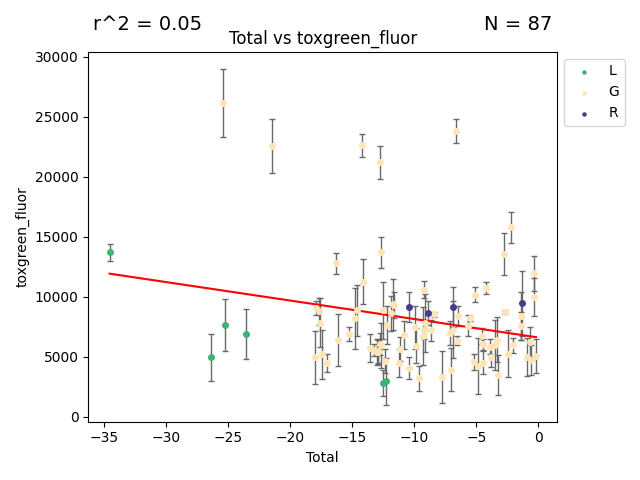 r^2 = 0.05
N = 87
Total vs toxgreen_fluor
30000
25000
20000
15000
10000
5000
0
toxgreen_fluor
−35
−30
−25
−20
−15
−10
−5
0
Total
L
G
R